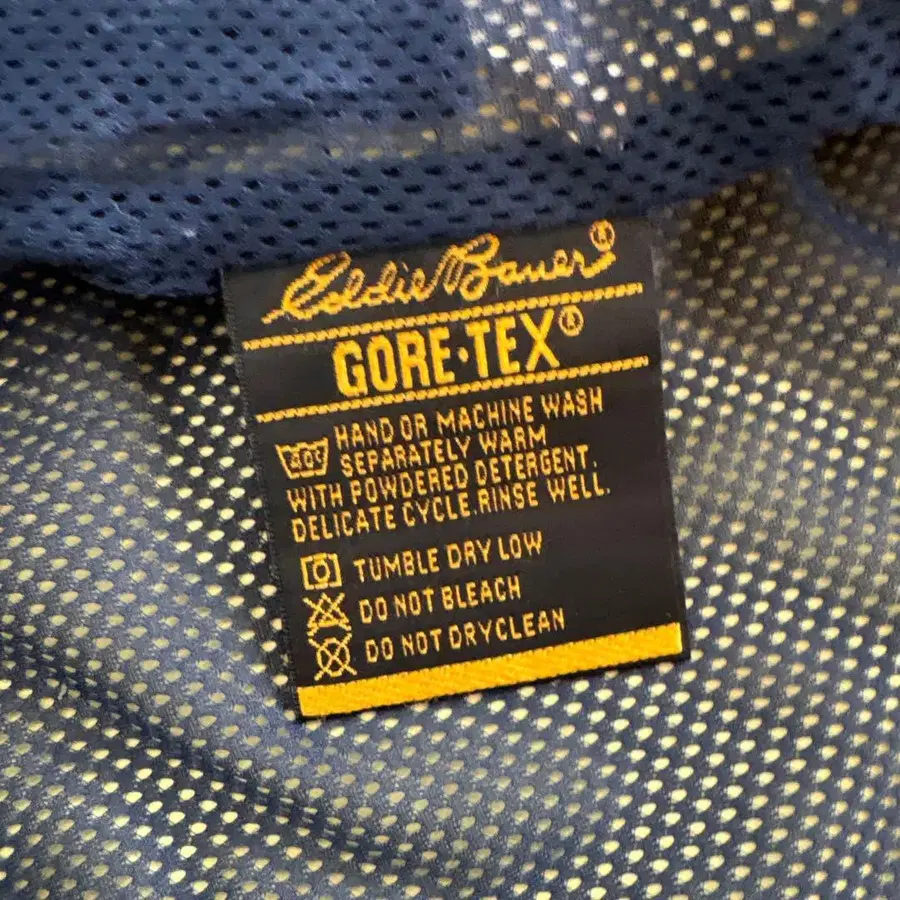 Eddie Bauer®
GORE-TEX®
40°
HAND OR MACHINE WASH
SEPARATELY WARM
WITH POWDERED DETERGENT.
DELICATE CYCLE.RINSE WELL.
TUMBLE DRY LOW
DO NOT BLEACH
DO NOT DRYCLEAN